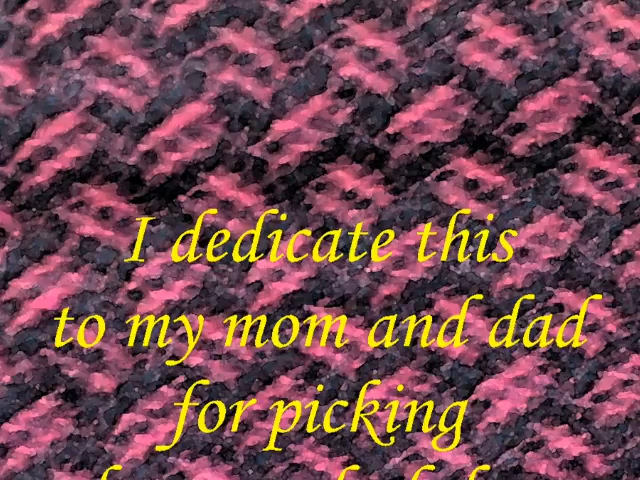 I dedicate this
to my mom and dad
for picking